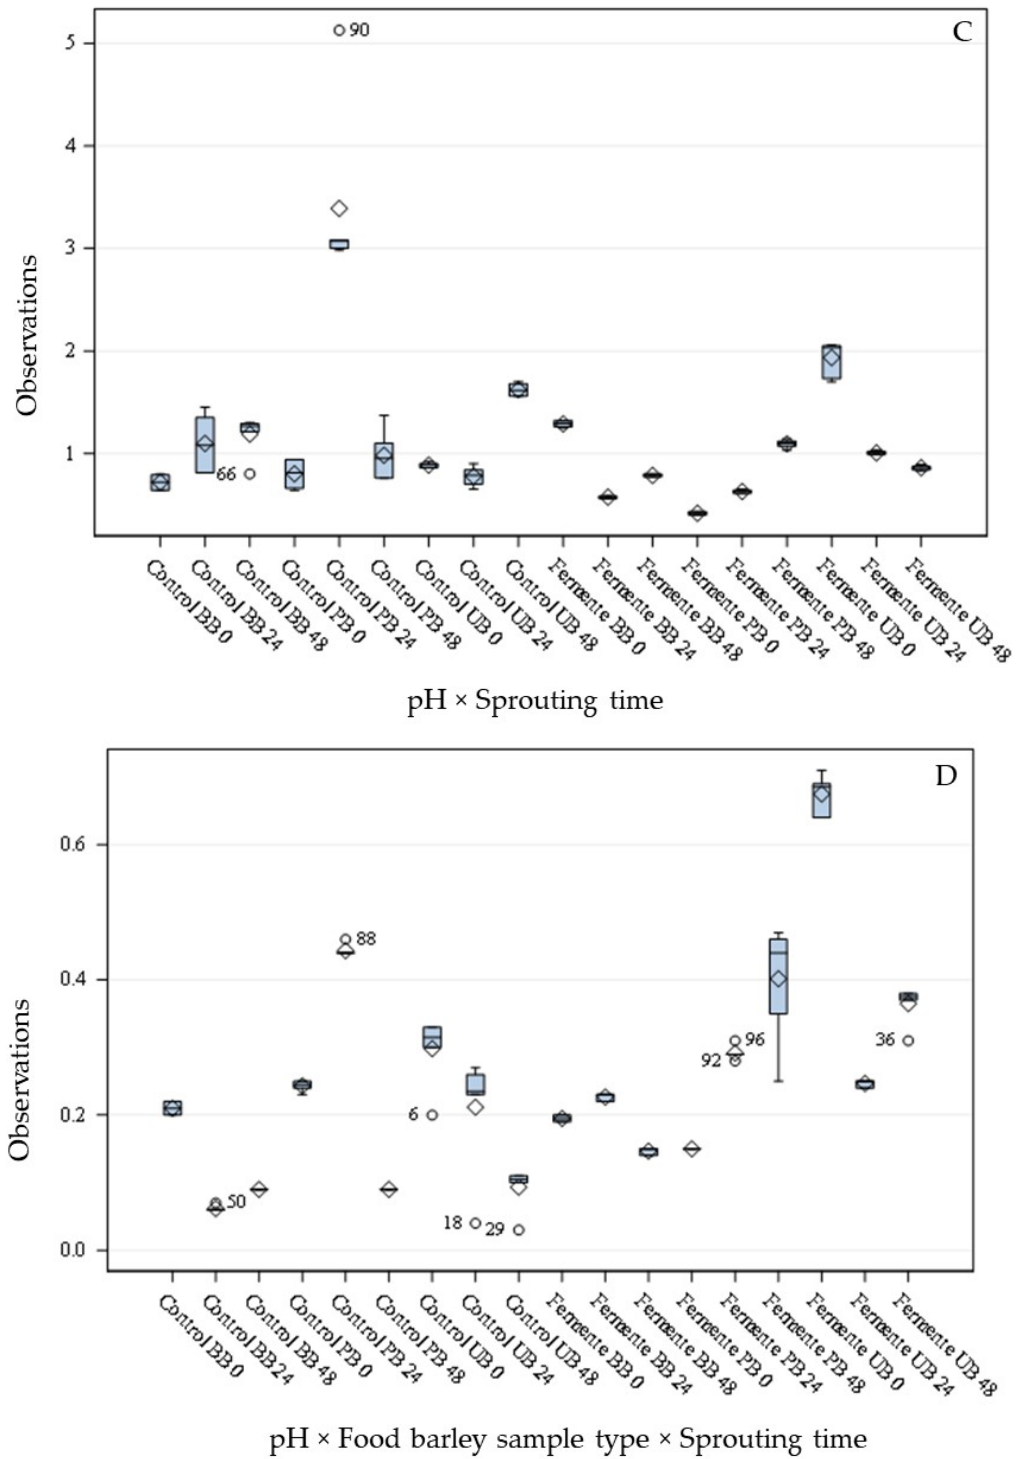 C
5
4
3
2
1
90
66
Observations
Control BB 0
Control BB 24
Control BB 48
Control PB 0
Control PB 24
Control PB 48
Control UB 0
Control UB 24
Control UB 48
Fermente BB 0
Fermente BB 24
Fermente BB 48
Fermente PB 0
Fermente PB 24
Fermente PB 48
Fermente UB 0
Fermente UB 24
Fermente UB 48
pH × Sprouting time
D
0.6
0.4
0.2
0.0
88
96
92
36
6
50
18
29
Observations
Control BB 0
Control BB 24
Control BB 48
Control PB 0
Control PB 24
Control PB 48
Control UB 0
Control UB 24
Control UB 48
Fermente BB 0
Fermente BB 24
Fermente BB 48
Fermente PB 0
Fermente PB 24
Fermente PB 48
Fermente UB 0
Fermente UB 24
Fermente UB 48
pH × Food barley sample type × Sprouting time